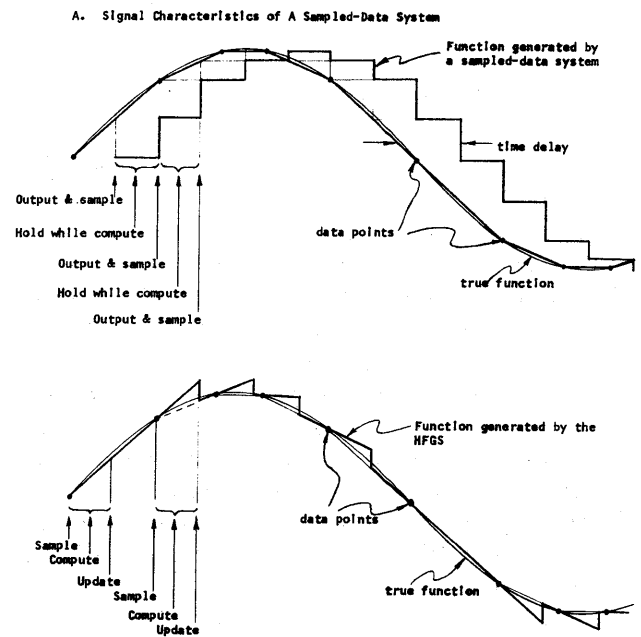 A. Signal Characteristics of A Sampled-Data System
Function generated by
a sampled-data system
time delay
Output & sample
Hold while compute
data points
Output & sample
true function
Hold while compute
Output & sample
Function generated by the
HFGS
data points
Sample
Compute
Update
true function
Sample
Compute
Update